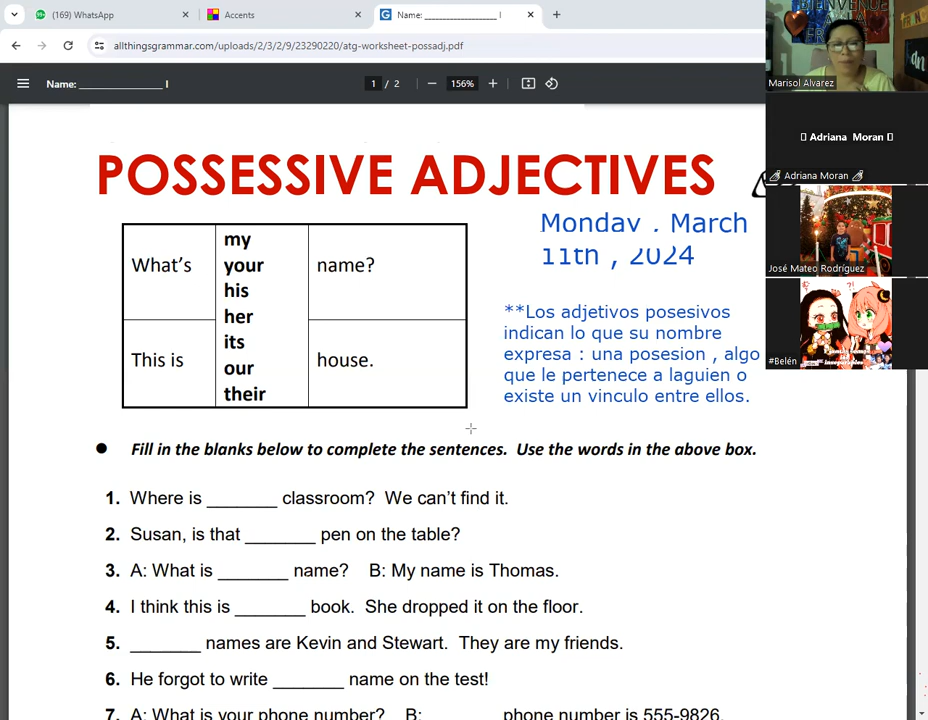 (169) WhatsApp
Accents
Name: ____________________ |
allthingsgrammar.com/uploads/2/3/2/9/23290220/atg-worksheet-possadj.pdf
Name: ________________ |
1 / 2
156%
POSSESSIVE ADJECTIVES
What's
my
your
his
her
its
our
their
name?
This is
house.
Monday , March
11th , 2024
**Los adjetivos posesivos
indican lo que su nombre
expresa : una posesion , algo
que le pertenece a laguien o
existe un vinculo entre ellos.
Fill in the blanks below to complete the sentences. Use the words in the above box.
1. Where is _______ classroom? We can't find it.
2. Susan, is that _______ pen on the table?
3. A: What is _______ name? B: My name is Thomas.
4. I think this is _______ book. She dropped it on the floor.
5. _______ names are Kevin and Stewart. They are my friends.
6. He forgot to write _______ name on the test!
7. A: What is your phone number? B: _______ phone number is 555-9826.
BIENVENUE
Marisol Alvarez
Adriana Moran
Adriana Moran
José Mateo Rodríguez
#Belén